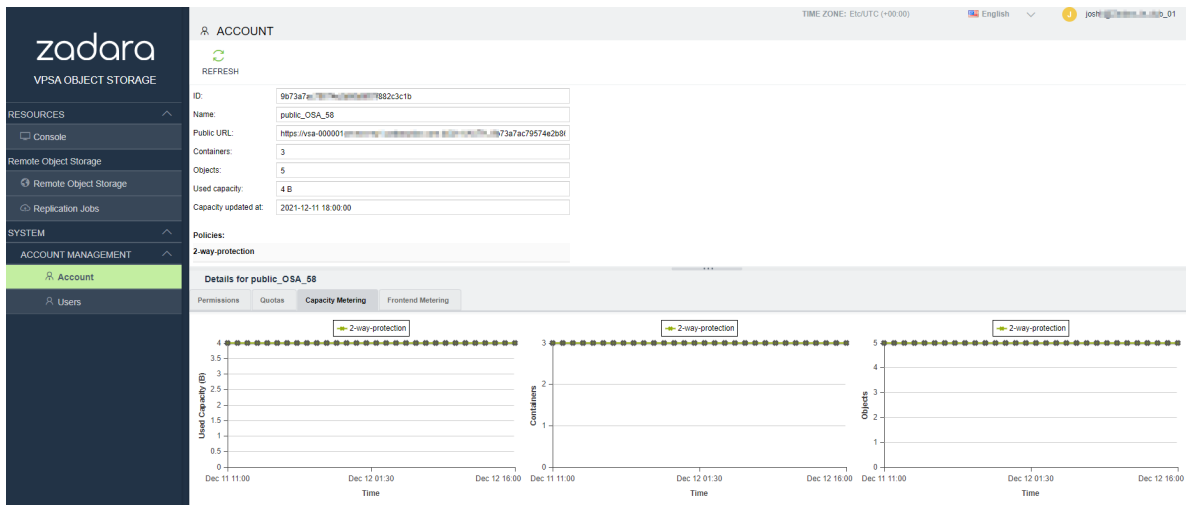 zadara
VPSA OBJECT STORAGE
RESOURCES
Console
Remote Object Storage
Remote Object Storage
Replication Jobs
SYSTEM
ACCOUNT MANAGEMENT
Account
Users
TIME ZONE: Etc/UTC (+00:00)
English
J
ACCOUNT
REFRESH
ID:
Name: public_OSA_58
Public URL:
Containers: 3
Objects: 5
Used capacity: 4 B
Capacity updated at: 2021-12-11 18:00:00
Policies:
2-way-protection
Details for public_OSA_58
Permissions Quotas Capacity Metering Frontend Metering
2-way-protection
4
3.5
3
2.5
2
1.5
1
0.5
0
Used Capacity (B)
Dec 11 11:00 Dec 12 01:30 Dec 12 16:00
Time
2-way-protection
3
2
1
0
Containers
Dec 11 11:00 Dec 12 01:30 Dec 12 16:00
Time
2-way-protection
5
4
3
2
1
0
Objects
Dec 11 11:00 Dec 12 01:30 Dec 12 16:00
Time